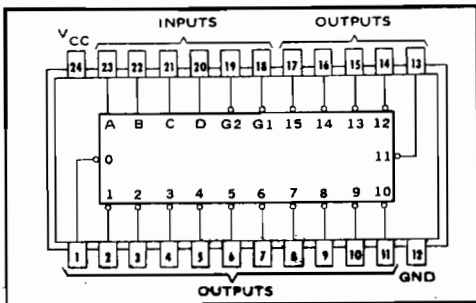 INPUTS OUTPUTS
VCC
24 23 22 21 20 19 18 17 16 15 14 13
A B C D G2 G1 15 14 13 12
0 11
1 2 3 4 5 6 7 8 9 10
1 2 3 4 5 6 7 8 9 10 11 12
OUTPUTS GND